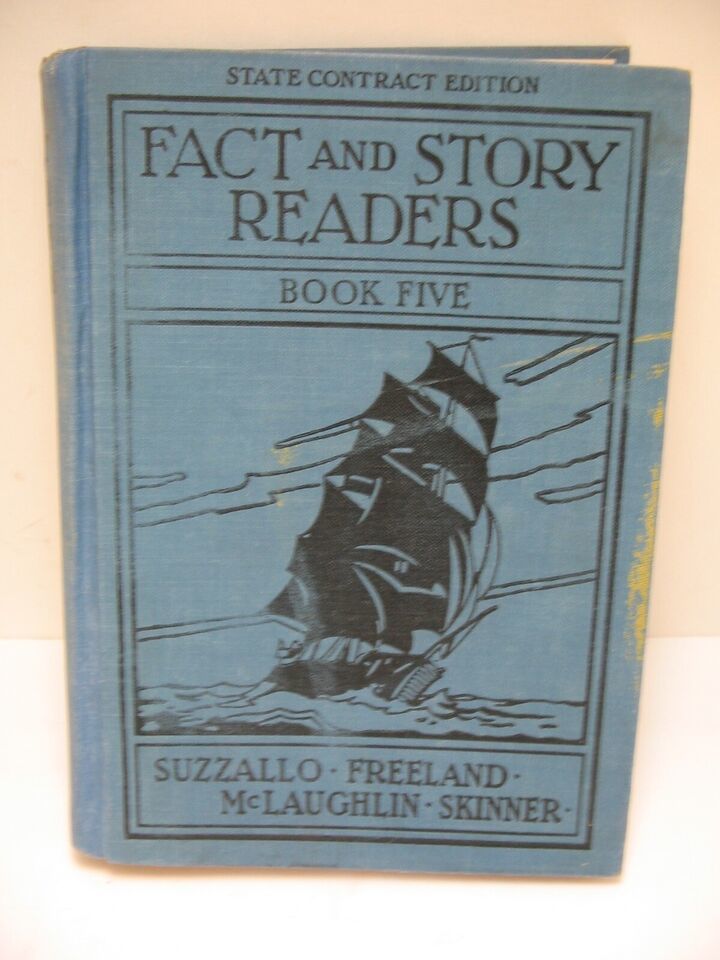 STATE CONTRACT EDITION
FACT AND STORY
READERS
BOOK FIVE
SUZZALLO · FREELAND ·
McLAUGHLIN · SKINNER ·